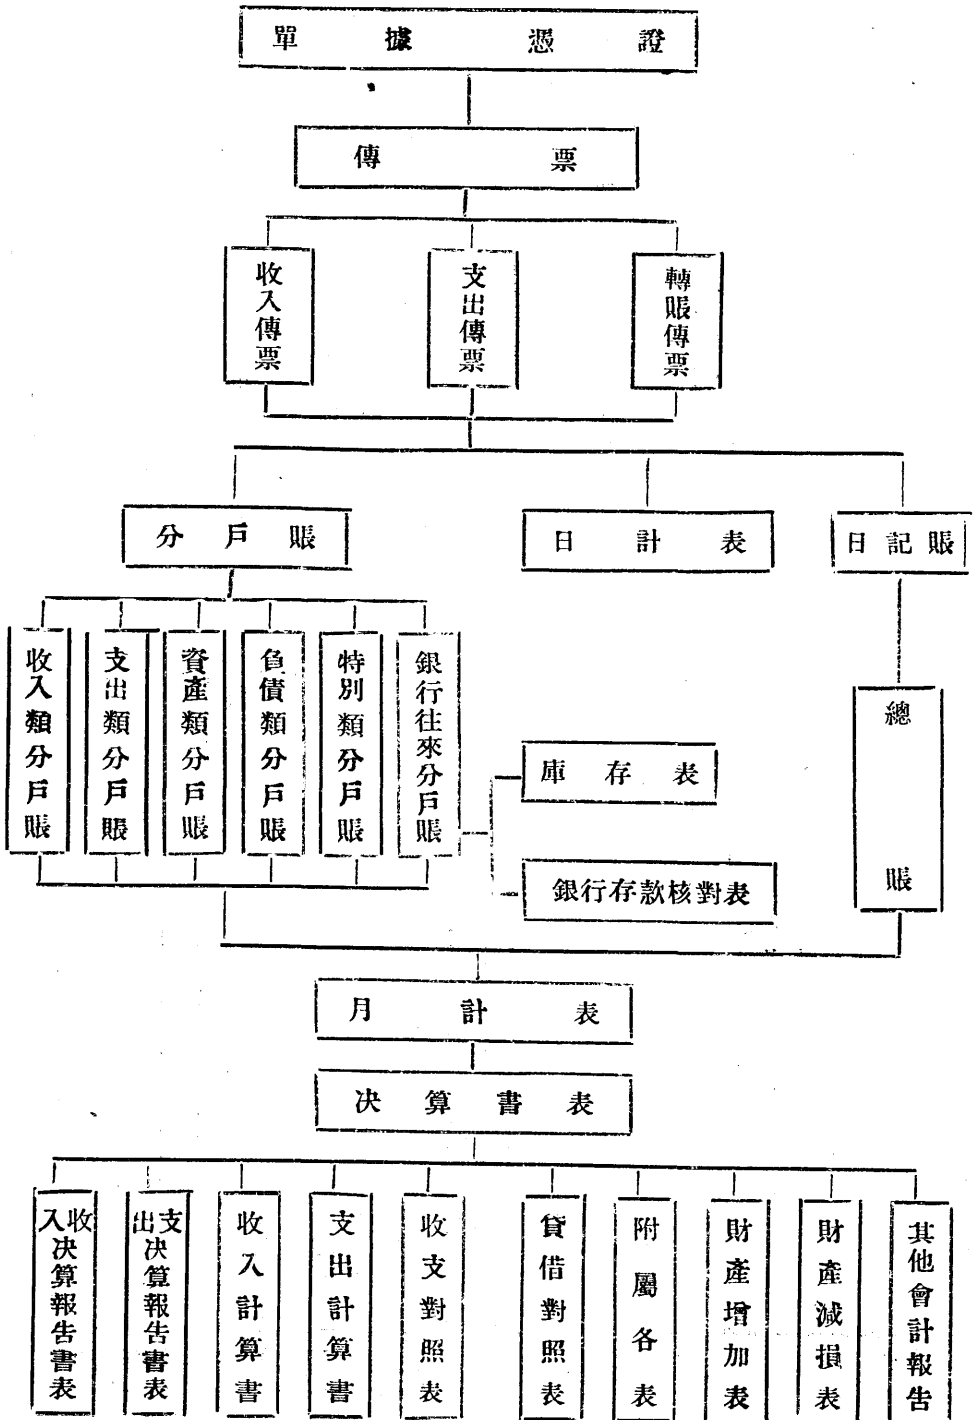 單據憑證
傳票
收入傳票
支出傳票
轉賬傳票
分戶賬
日計表
日記賬
收入類分戶賬
支出類分戶賬
資產類分戶賬
負債類分戶賬
特別類分戶賬
銀行往來分戶賬
庫存表
銀行存款核對表
總賬
月計表
决算書表
收入决算報告書表
支出决算報告書表
收入計算書
支出計算書
收支對照表
貸借對照表
附屬各表
財產增加表
財產減損表
其他會計報告